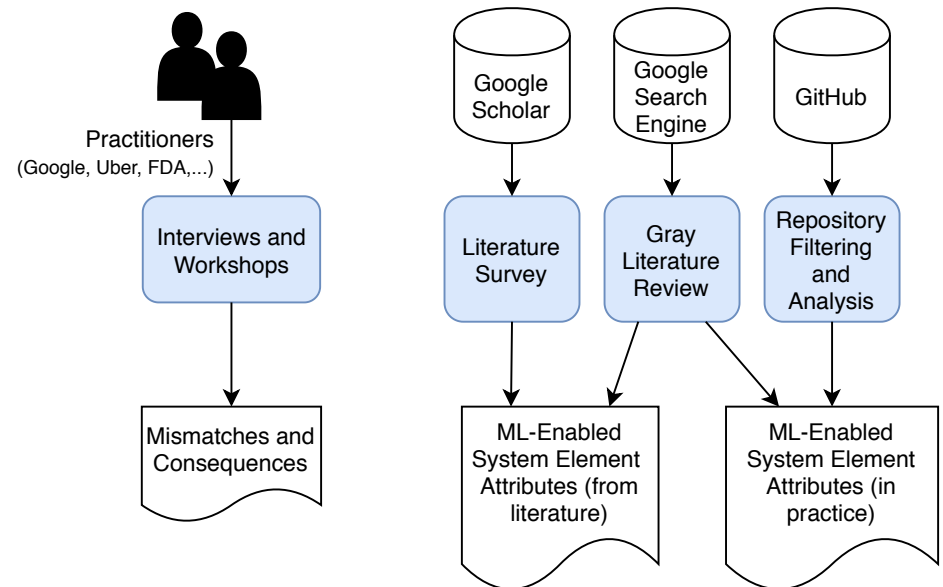 Practitioners
(Google, Uber, FDA,...)
Interviews and
Workshops
Mismatches and
Consequences
Google
Scholar
Google
Search
Engine
GitHub
Literature
Survey
Gray
Literature
Review
Repository
Filtering
and
Analysis
ML-Enabled
System Element
Attributes (from
literature)
ML-Enabled
System Element
Attributes (in
practice)